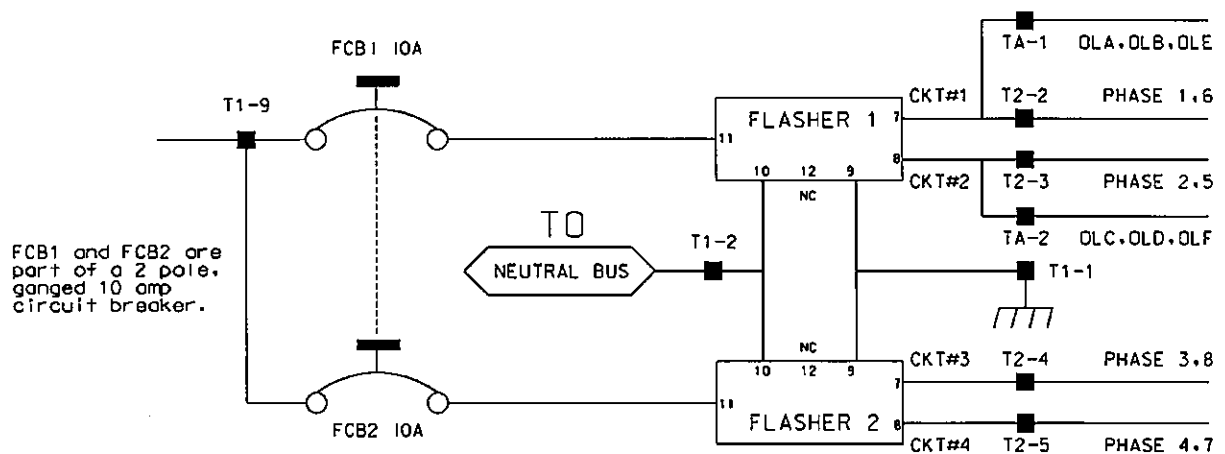 FCB1 10A
TA-1 OLA.OLB.OLE
T1-9
CKT#1 T2-2 PHASE 1.6
FLASHER 1
7
11
8
10 12 9
NC
CKT#2 T2-3 PHASE 2.5
TO
NEUTRAL BUS
T1-2
TA-2 OLC.OLD.OLF
T1-1
FCB1 and FCB2 are
part of a 2 pole,
ganged 10 amp
circuit breaker.
NC
10 12 9
CKT#3 T2-4 PHASE 3.8
7
11
FLASHER 2
8
FCB2 10A
CKT#4 T2-5 PHASE 4.7